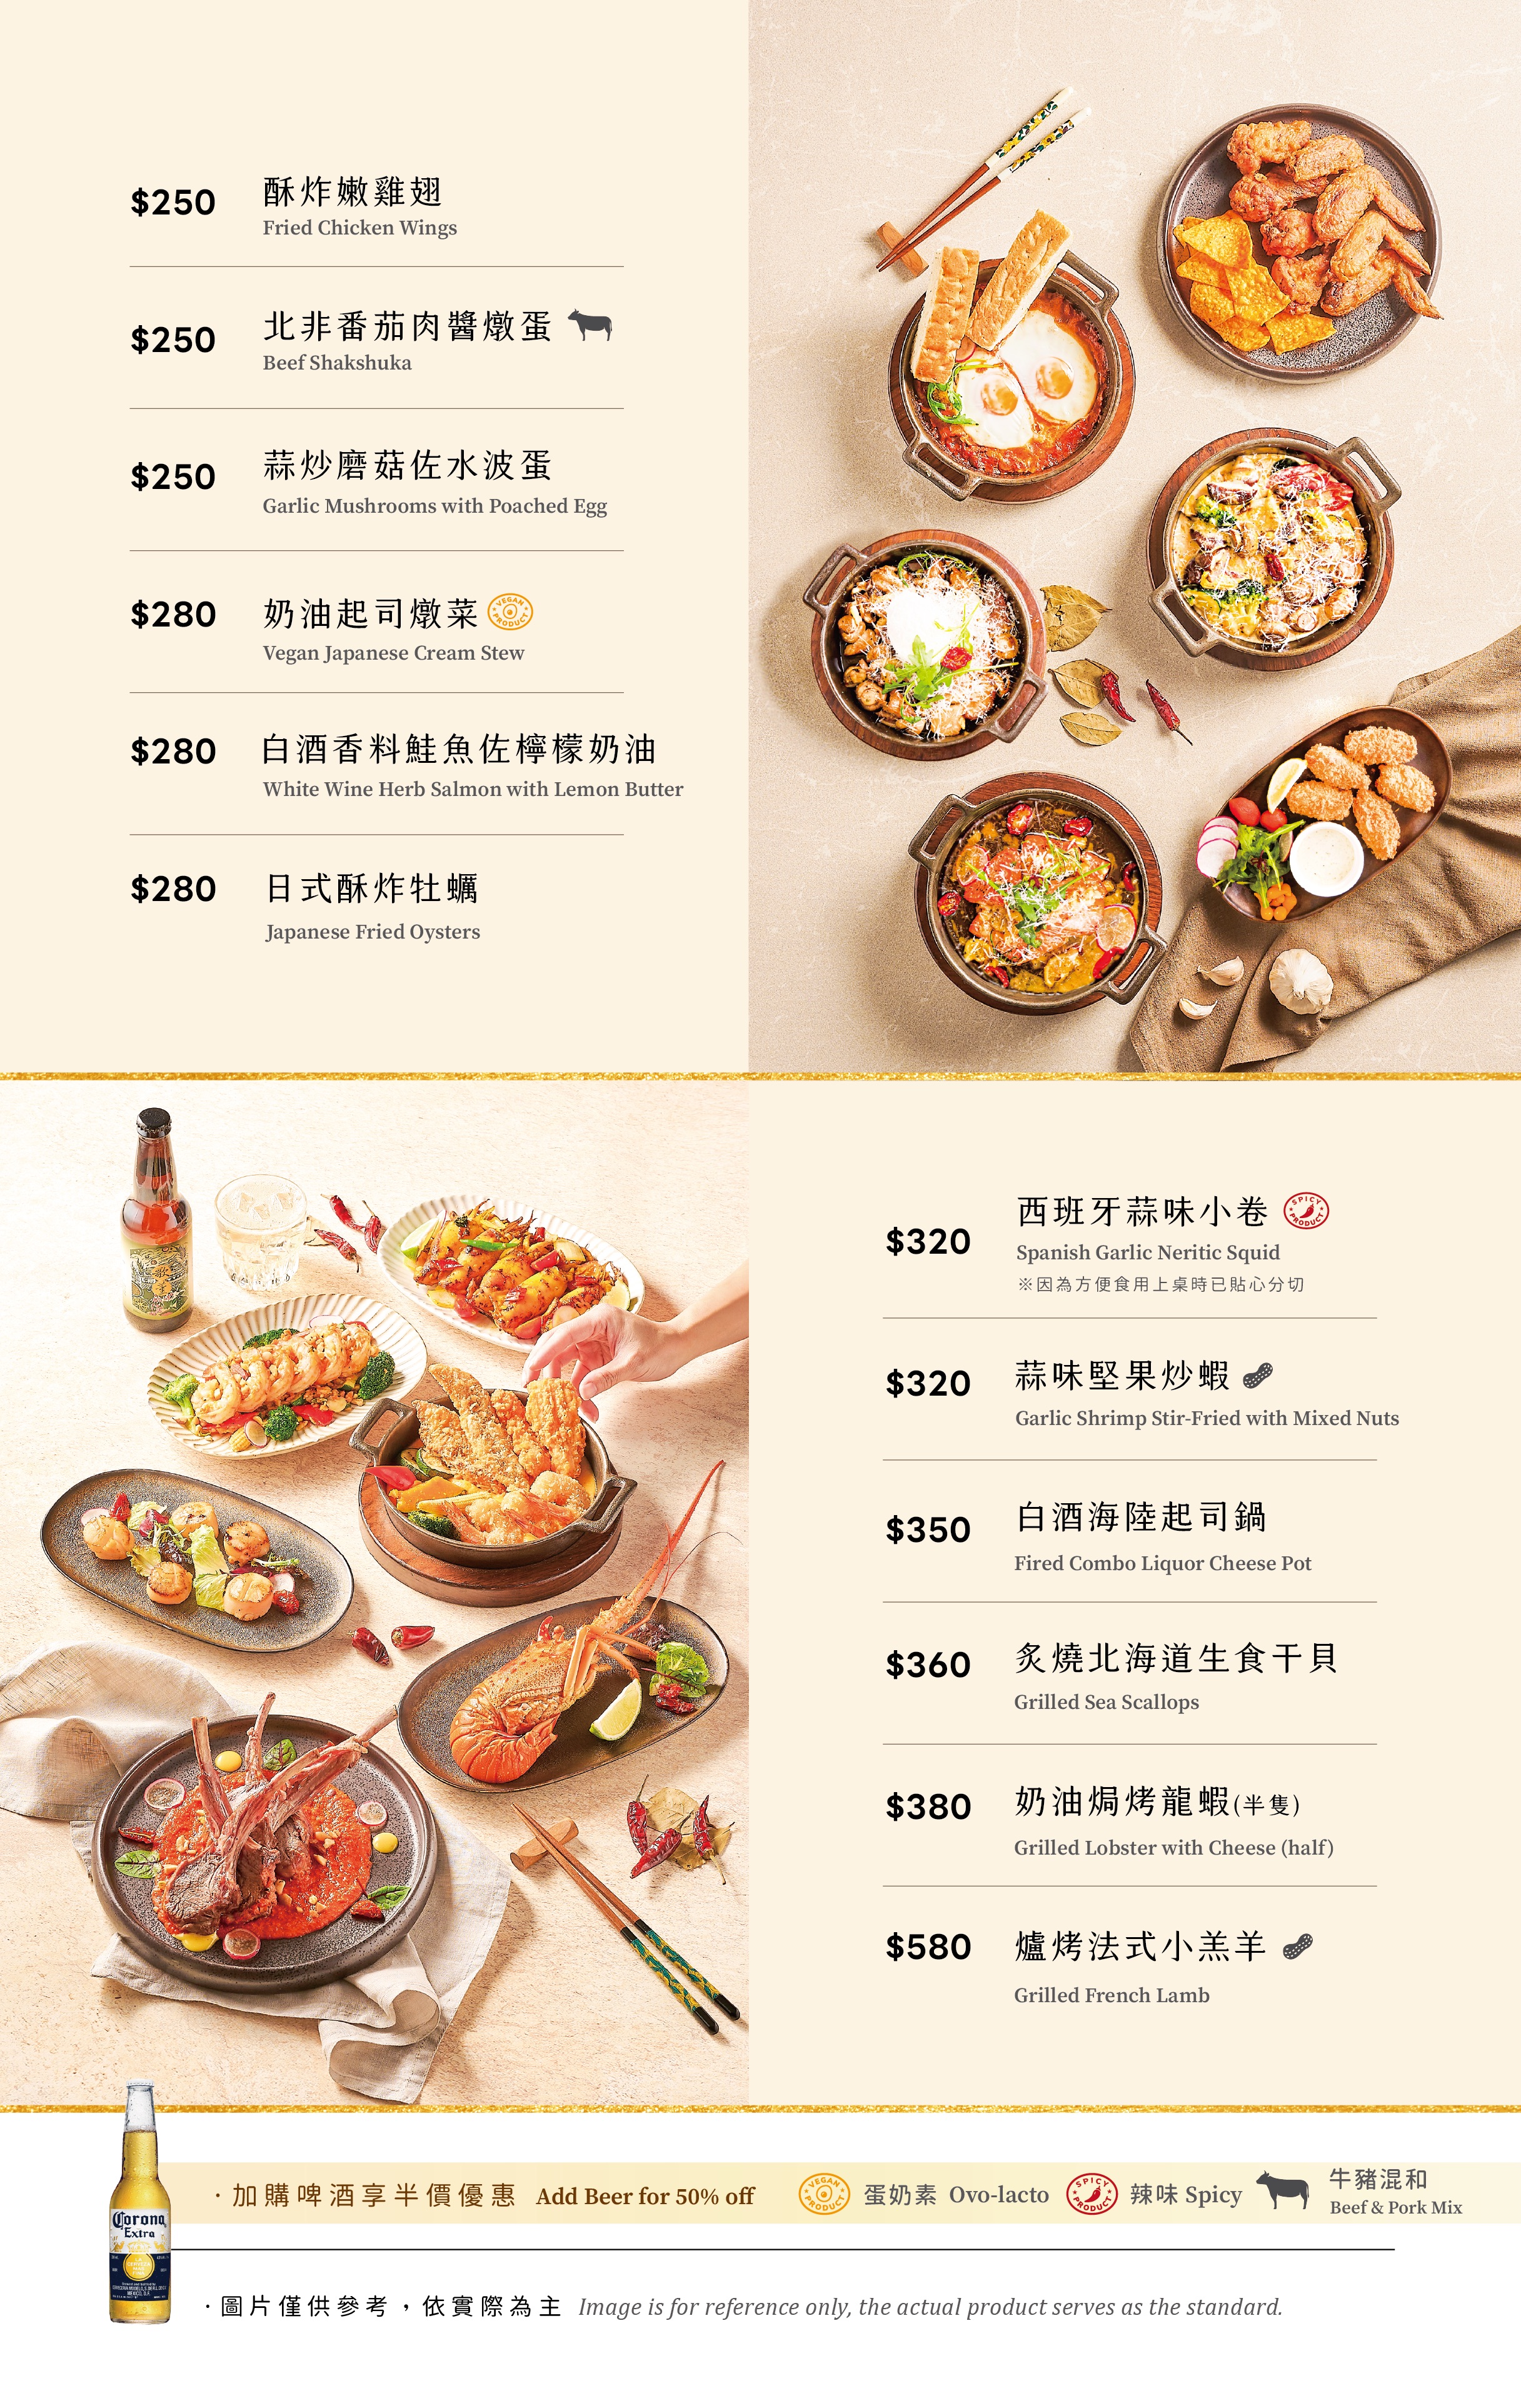 $250
酥炸嫩雞翅
Fried Chicken Wings
$250
北非番茄肉醬燉蛋
Beef Shakshuka
$250
蒜炒磨菇佐水波蛋
Garlic Mushrooms with Poached Egg
$280
奶油起司燉菜
VEGAN PRODUCT
Vegan Japanese Cream Stew
$280
白酒香料鮭魚佐檸檬奶油
White Wine Herb Salmon with Lemon Butter
$280
日式酥炸牡蠣
Japanese Fried Oysters
$320
西班牙蒜味小卷
SPICY PRODUCT
Spanish Garlic Neritic Squid
※因為方便食用上桌時已貼心分切
$320
蒜味堅果炒蝦
Garlic Shrimp Stir-Fried with Mixed Nuts
$350
白酒海陸起司鍋
Fired Combo Liquor Cheese Pot
$360
炙燒北海道生食干貝
Grilled Sea Scallops
$380
奶油焗烤龍蝦(半隻)
Grilled Lobster with Cheese (half)
$580
爐烤法式小羔羊
Grilled French Lamb
Corona
Extra
·加購啤酒享半價優惠 Add Beer for 50% off
VEGAN PRODUCT
蛋奶素 Ovo-lacto
SPICY PRODUCT
辣味 Spicy
牛豬混和
Beef & Pork Mix
·圖片僅供參考，依實際為主 Image is for reference only, the actual product serves as the standard.